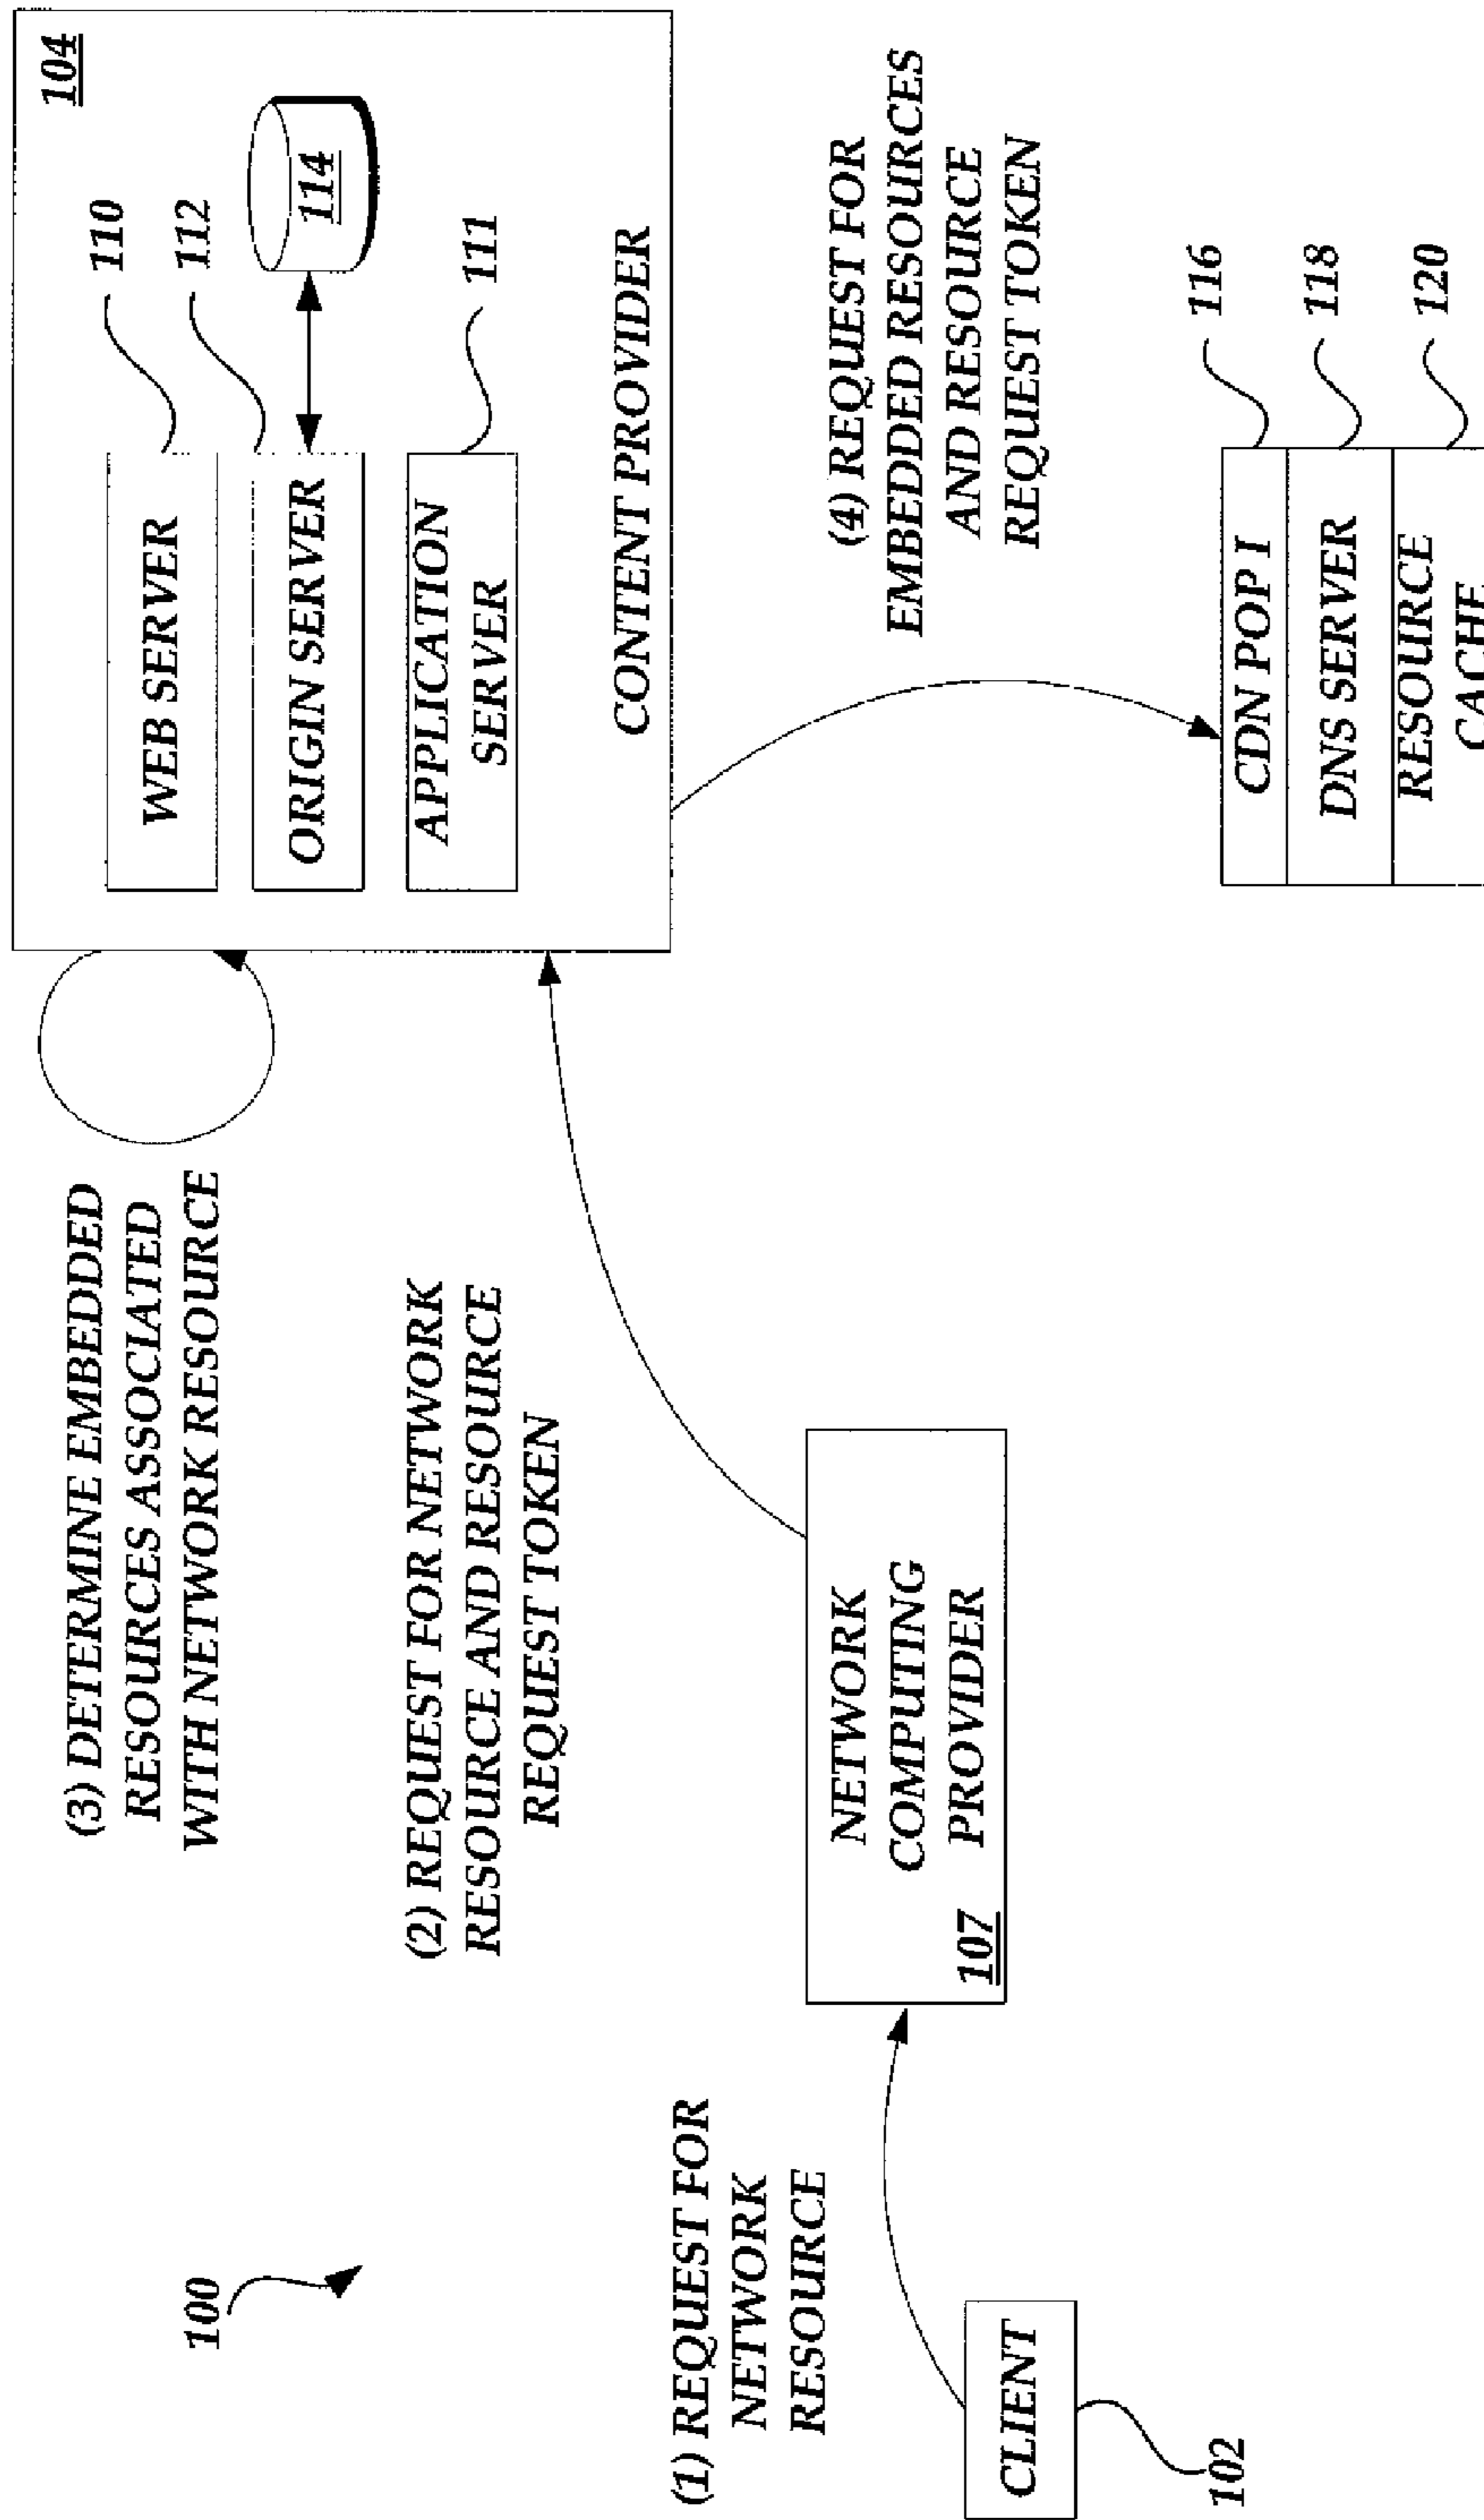 104
110
112
114
111
WEB SERVER
ORIGIN SERVER
APPLICATION
SERVER
CONTENT PROVIDER
(3) DETERMINE EMBEDDED
RESOURCES ASSOCIATED
WITH NETWORK RESOURCE
(2) REQUEST FOR NETWORK
RESOURCE AND RESOURCE
REQUEST TOKEN
(4) REQUEST FOR
EMBEDDED RESOURCES
AND RESOURCE
REQUEST TOKEN
100
(1) REQUEST FOR
NETWORK
RESOURCE
NETWORK
COMPUTING
PROVIDER
107
CLIENT
102
116
118
120
CDN POP I
DNS SERVER
RESOURCE
CACHE